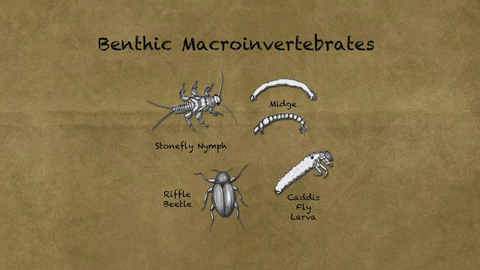 Benthic Macroinvertebrates
Midge
Stonefly Nymph
Riffle
Beetle
Caddis
Fly
Larva